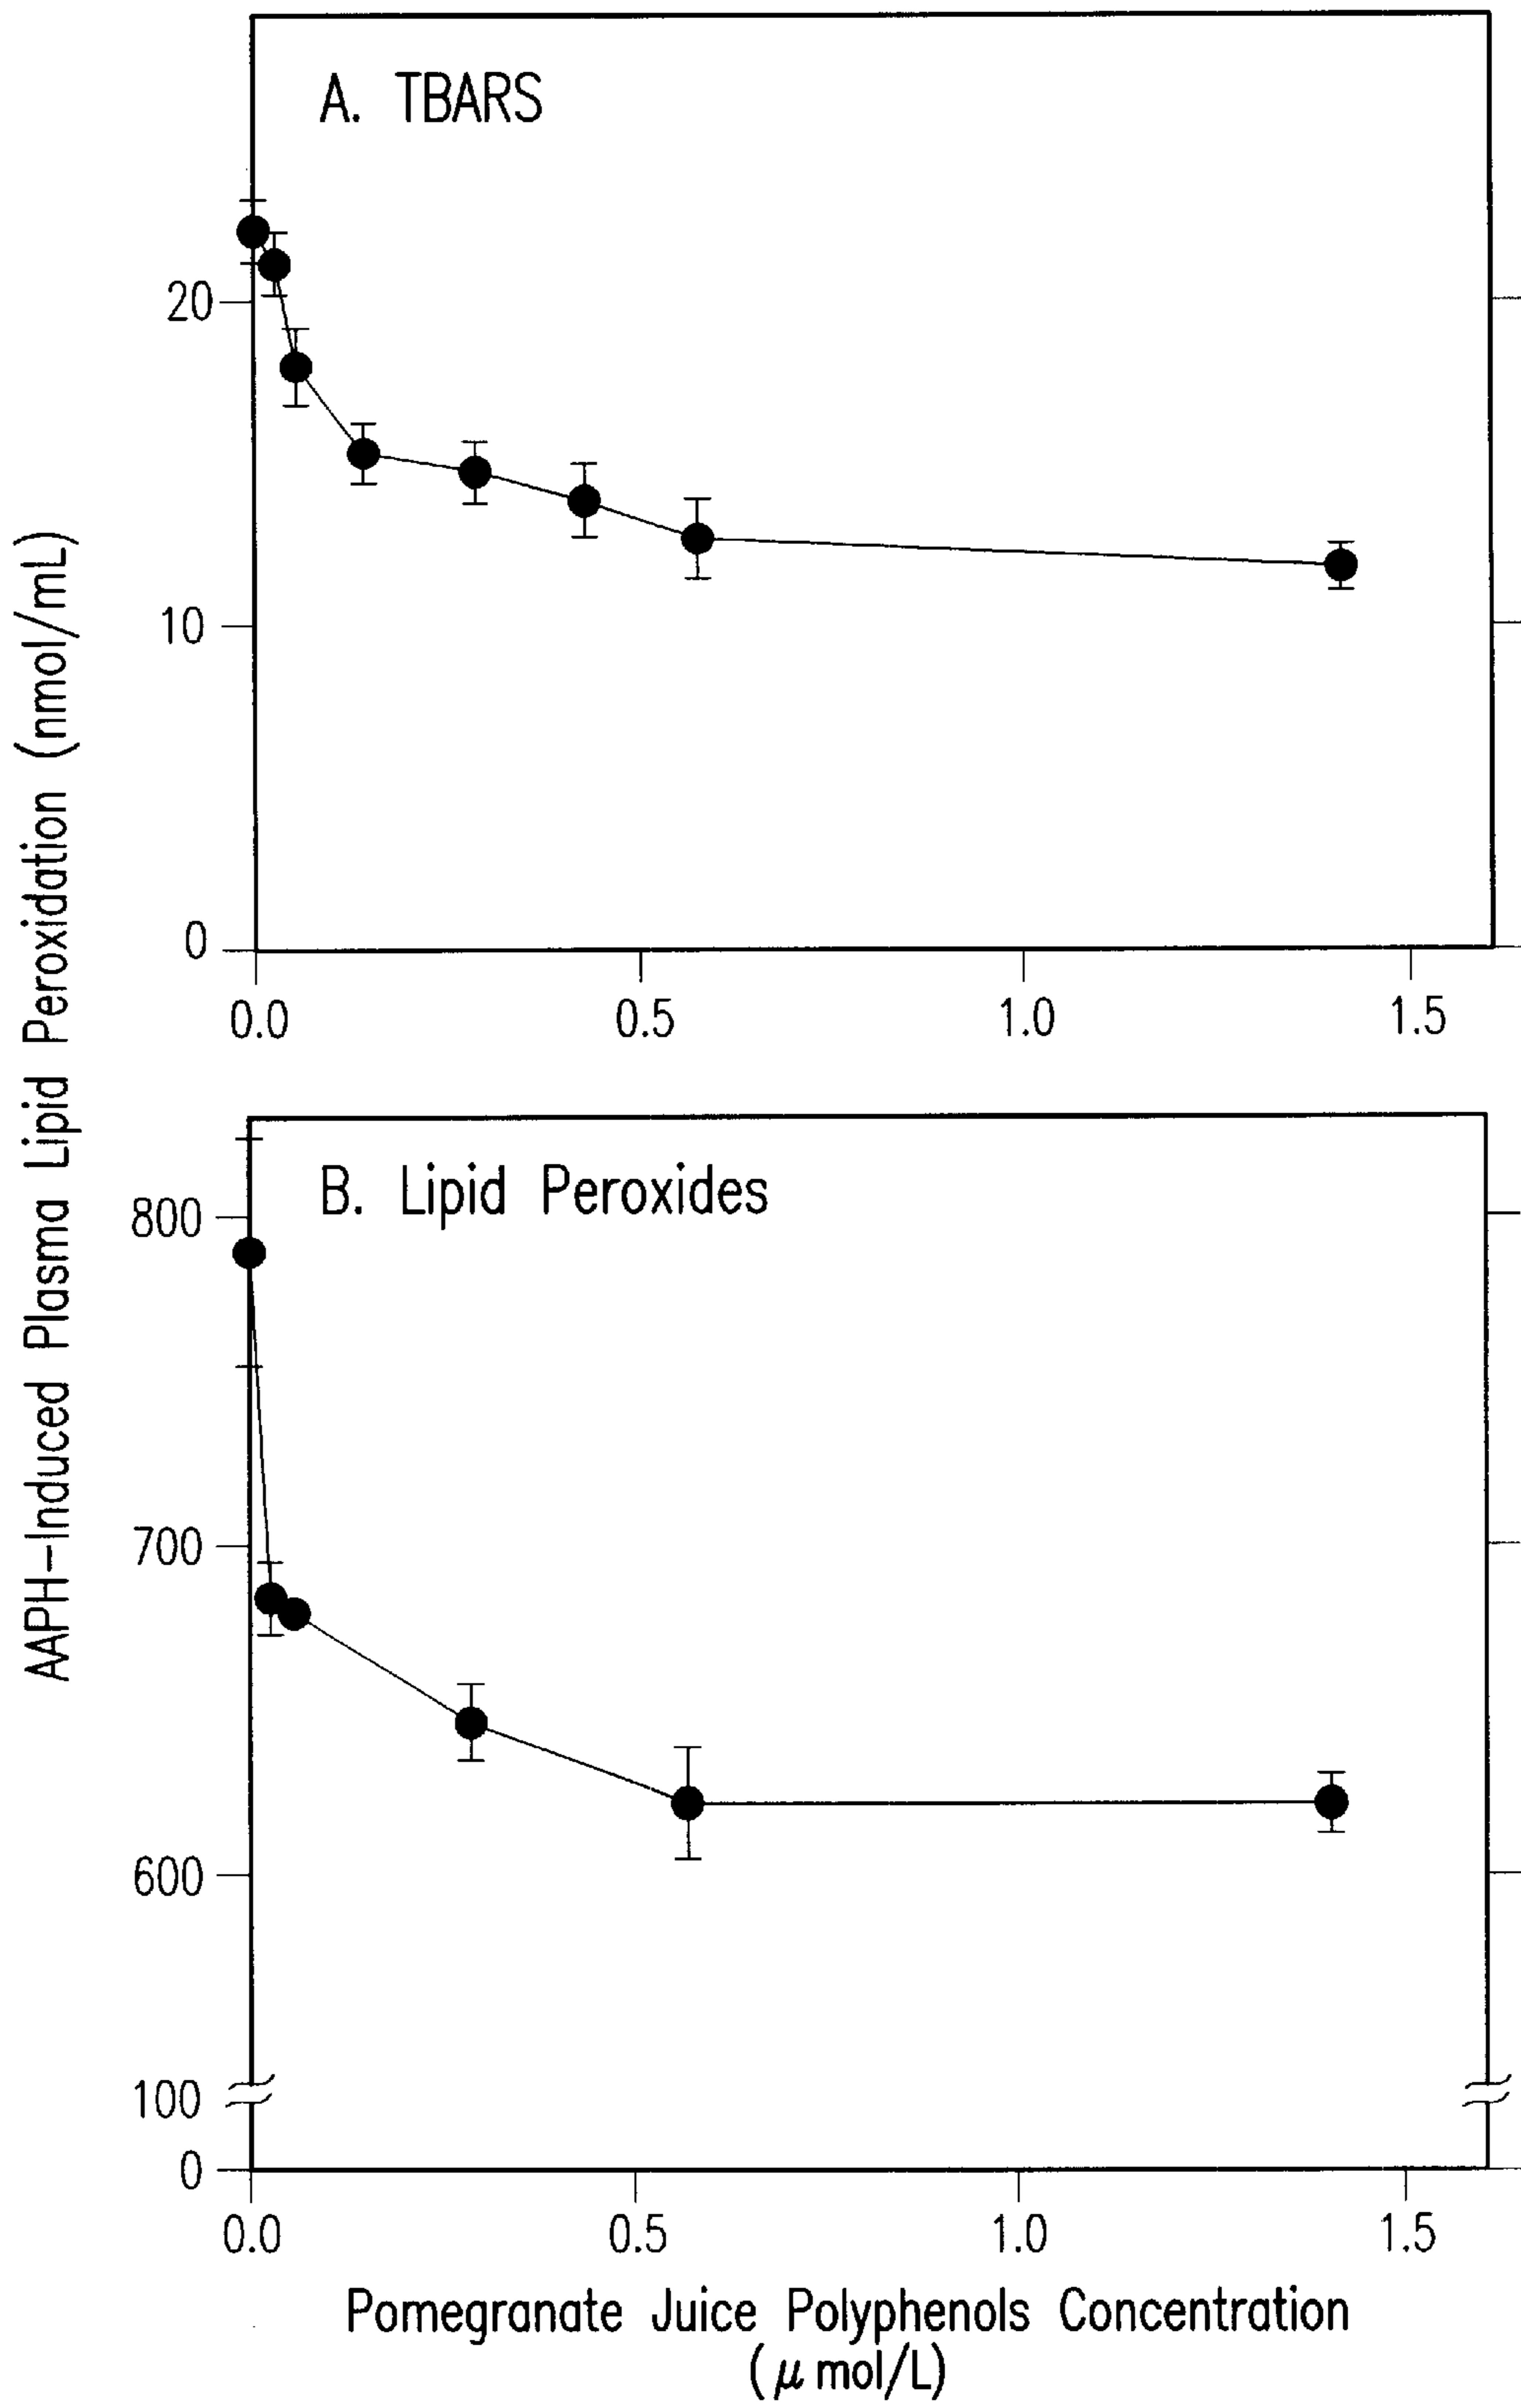 A. TBARS
20
10
0
0.0 0.5 1.0 1.5
AAPH-Induced Plasma Lipid Peroxidation (nmol/mL)
B. Lipid Peroxides
800
700
600
100
0
0.0 0.5 1.0 1.5
Pomegranate Juice Polyphenols Concentration
(μ mol/L)